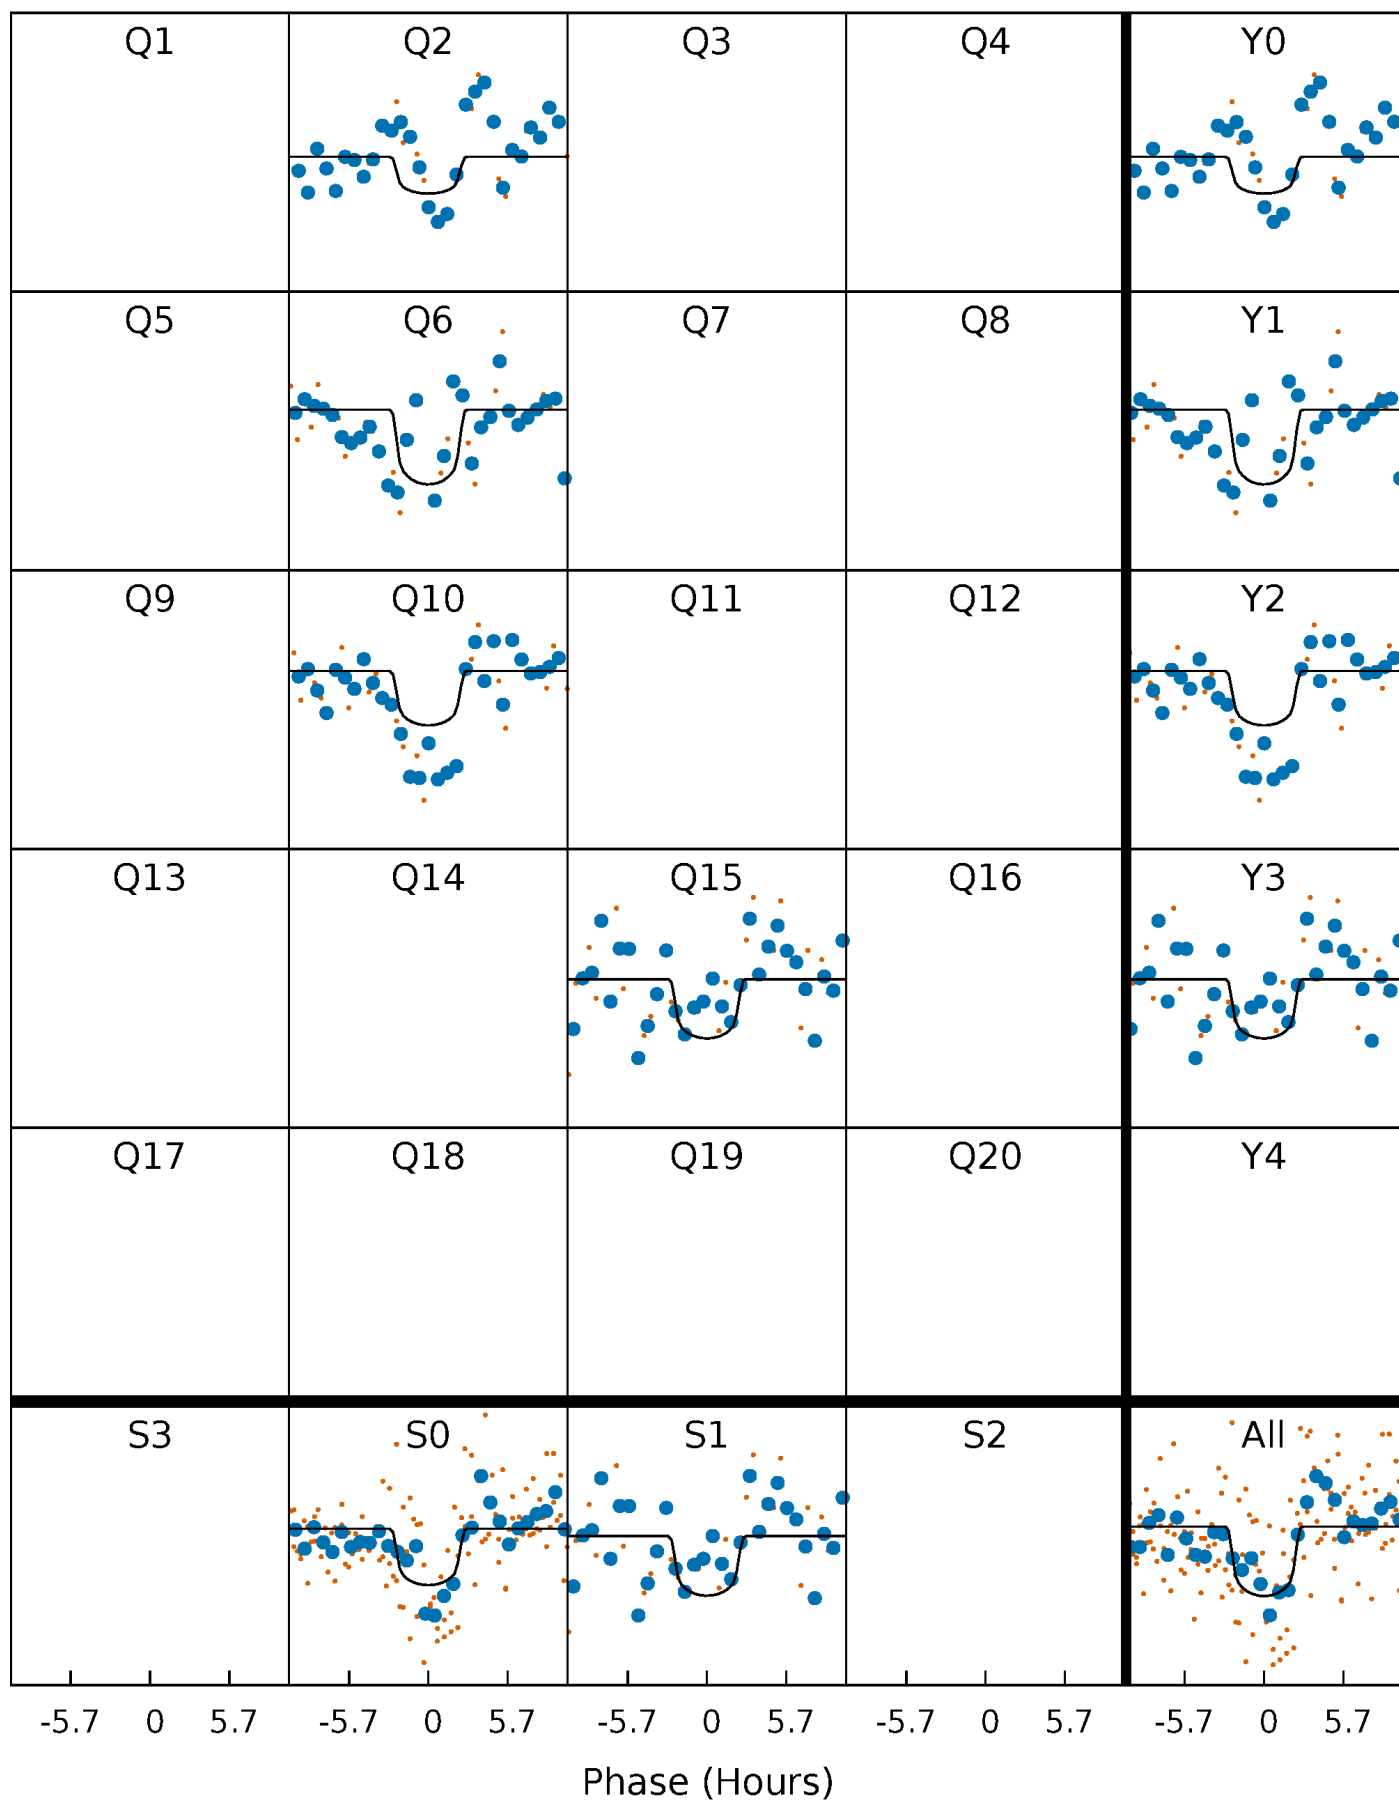 Q1 Q2 Q3 Q4 Y0
Q5 Q6 Q7 Q8 Y1
Q9 Q10 Q11 Q12 Y2
Q13 Q14 Q15 Q16 Y3
Q17 Q18 Q19 Q20 Y4
S3 S0 S1 S2 All
-5.7 0 5.7 -5.7 0 5.7 -5.7 0 5.7 -5.7 0 5.7 -5.7 0 5.7
Phase (Hours)